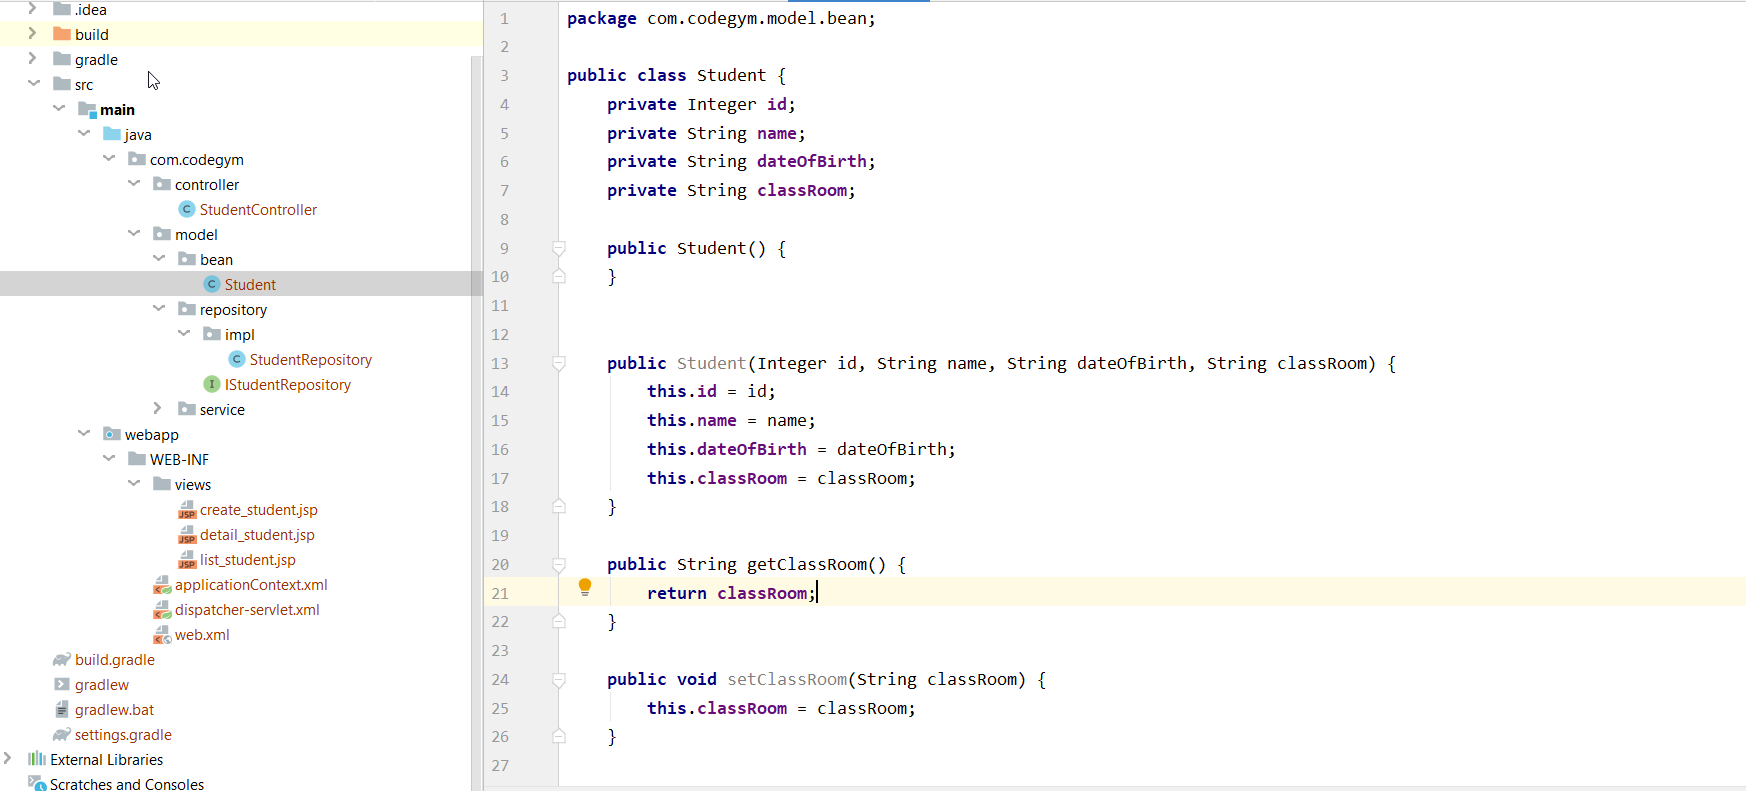 .idea
build
gradle
src
main
java
com.codegym
controller
StudentController
model
bean
Student
repository
impl
StudentRepository
IStudentRepository
service
webapp
WEB-INF
views
create_student.jsp
detail_student.jsp
list_student.jsp
applicationContext.xml
dispatcher-servlet.xml
web.xml
build.gradle
gradlew
gradlew.bat
settings.gradle
External Libraries
Scratches and Consoles
1 package com.codegym.model.bean;
2
3 public class Student {
4 private Integer id;
5 private String name;
6 private String dateOfBirth;
7 private String classRoom;
8
9 public Student() {
10 }
11
12
13 public Student(Integer id, String name, String dateOfBirth, String classRoom) {
14 this.id = id;
15 this.name = name;
16 this.dateOfBirth = dateOfBirth;
17 this.classRoom = classRoom;
18 }
19
20 public String getClassRoom() {
21 return classRoom;
22 }
23
24 public void setClassRoom(String classRoom) {
25 this.classRoom = classRoom;
26 }
27